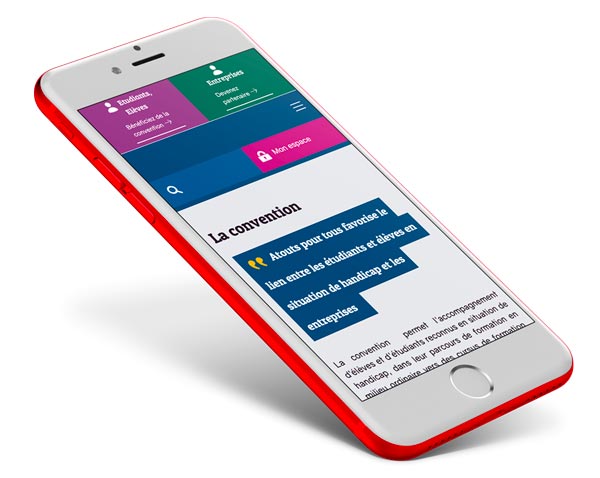 Etudiants,
Elèves
Bénéficiez de la
convention →
Entreprises
Devenez
partenaire →
Mon espace
La convention
Atouts pour tous favorise le
lien entre les étudiants et élèves en
situation de handicap et les
entreprises
La convention permet l'accompagnement
d'élèves et d'étudiants reconnus en situation de
handicap, dans leur parcours de formation en
milieu ordinaire vers des cursus de formation